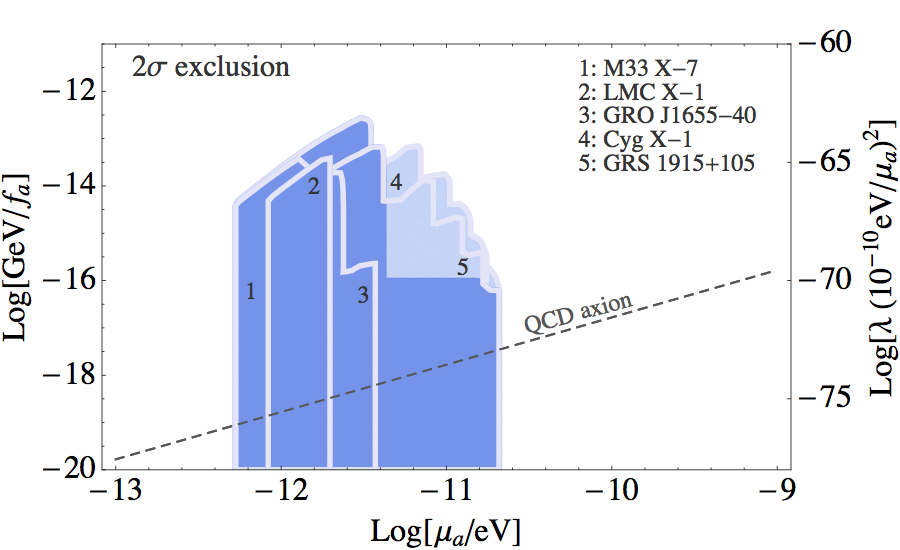 −60
2σ exclusion
1: M33 X−7
2: LMC X−1
3: GRO J1655−40
4: Cyg X−1
5: GRS 1915+105
−12
−14
−16
−18
−20
Log[GeV/fa]
1
2
3
4
5
QCD axion
−65
−70
−75
Log[λ (10^−10 eV/μa)^2]
−13
−12
−11
−10
−9
Log[μa/eV]